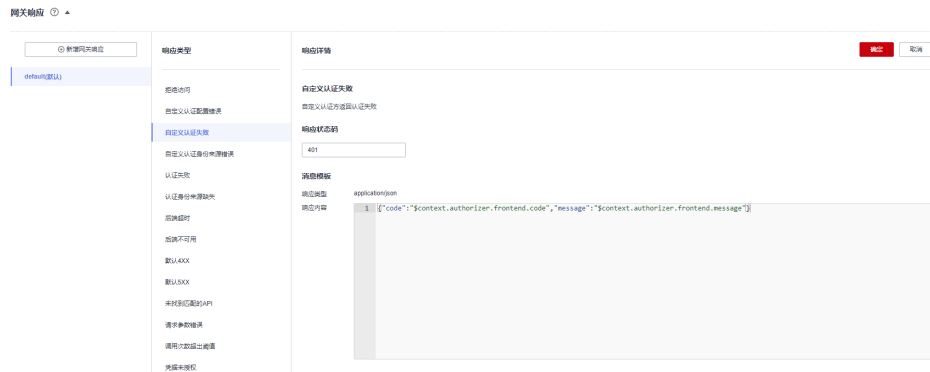 网关响应
新增网关响应
default(默认)
响应类型
拒绝访问
自定义认证配置错误
自定义认证失败
自定义认证身份来源错误
认证失败
认证身份来源缺失
后端超时
后端不可用
默认4XX
默认5XX
未找到匹配的API
请求参数错误
调用次数超出阈值
凭据未授权
响应详情
确定
取消
自定义认证失败
自定义认证方返回认证失败
响应状态码
401
消息模板
响应类型 application/json
响应内容
1 {"code":"$context.authorizer.frontend.code","message":"$context.authorizer.frontend.message"}